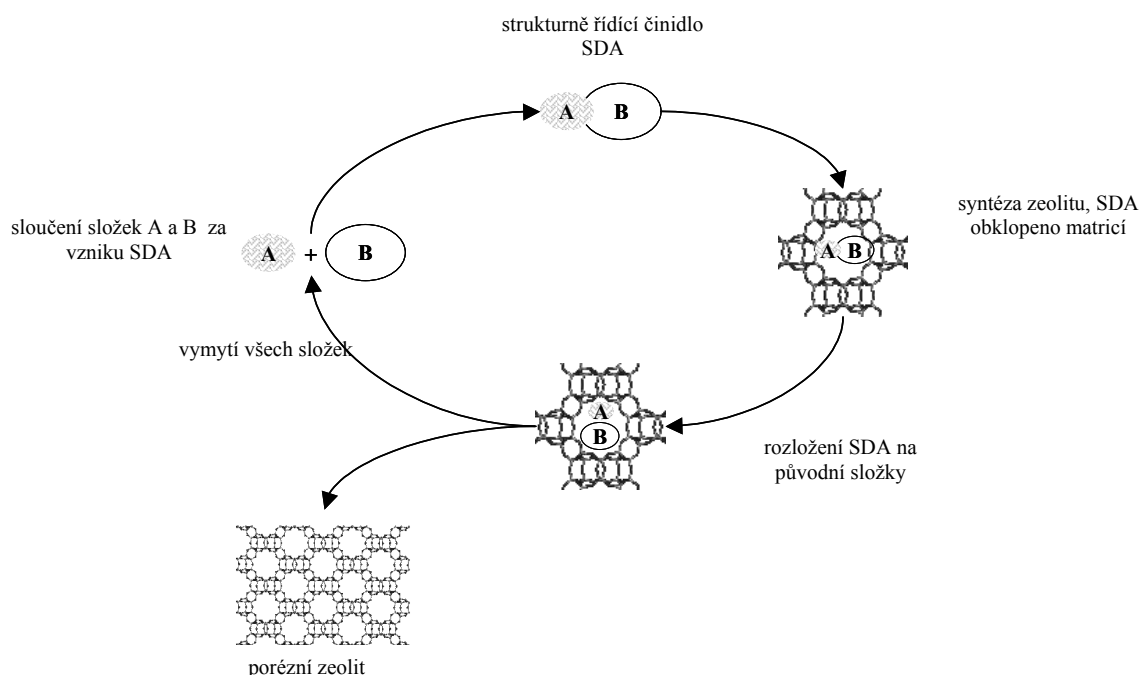 strukturně řídící činidlo
SDA
A B
syntéza zeolitu, SDA
obklopeno matricí
A B
sloučení složek A a B za
vzniku SDA
A + B
vymytí všech složek
A
B
rozložení SDA na
původní složky
porézní zeolit